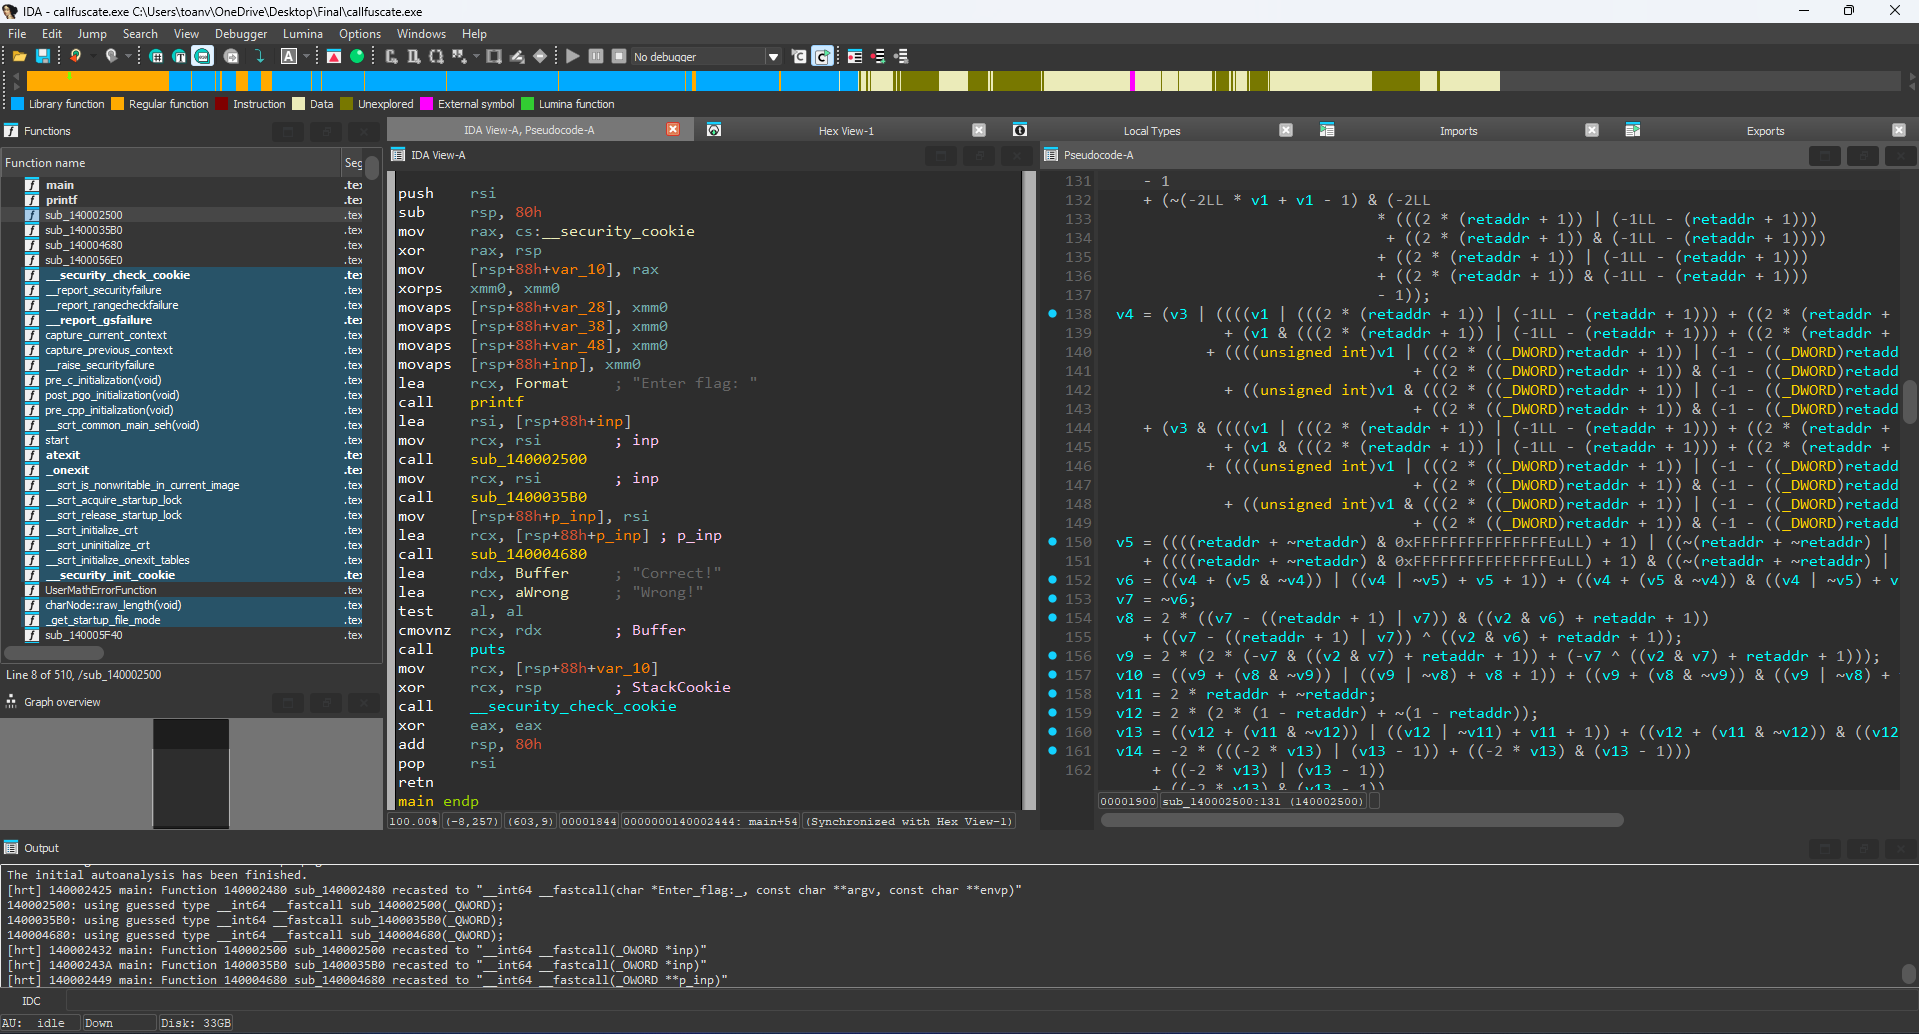 IDA - callfuscate.exe C:\Users\toanv\OneDrive\Desktop\Final\callfuscate.exe
File Edit Jump Search View Debugger Lumina Options Windows Help
No debugger
Library function Regular function Instruction Data Unexplored External symbol Lumina function
Functions
Function name Seg
main .tex
printf .tex
sub_140002500 .tex
sub_1400035B0 .tex
sub_140004680 .tex
sub_1400056E0 .tex
__security_check_cookie .tex
__report_securityfailure .tex
__report_rangecheckfailure .tex
__report_gsfailure .tex
capture_current_context .tex
capture_previous_context .tex
__raise_securityfailure .tex
pre_c_initialization(void) .tex
post_pgo_initialization(void) .tex
pre_cpp_initialization(void) .tex
__scrt_common_main_seh(void) .tex
start .tex
atexit .tex
_onexit .tex
__scrt_is_nonwritable_in_current_image .tex
__scrt_acquire_startup_lock .tex
__scrt_release_startup_lock .tex
__scrt_initialize_crt .tex
__scrt_uninitialize_crt .tex
__scrt_initialize_onexit_tables .tex
__security_init_cookie .tex
UserMathErrorFunction .tex
charNode::raw_length(void) .tex
_get_startup_file_mode .tex
sub_140005F40 .tex
Line 8 of 510, /sub_140002500
Graph overview
IDA View-A, Pseudocode-A Hex View-1 Local Types Imports Exports
IDA View-A
push rsi
sub rsp, 80h
mov rax, cs:__security_cookie
xor rax, rsp
mov [rsp+88h+var_10], rax
xorps xmm0, xmm0
movaps [rsp+88h+var_28], xmm0
movaps [rsp+88h+var_38], xmm0
movaps [rsp+88h+var_48], xmm0
movaps [rsp+88h+inp], xmm0
lea rcx, Format ; "Enter flag: "
call printf
lea rsi, [rsp+88h+inp]
mov rcx, rsi ; inp
call sub_140002500
mov rcx, rsi ; inp
call sub_1400035B0
mov [rsp+88h+p_inp], rsi
lea rcx, [rsp+88h+p_inp] ; p_inp
call sub_140004680
lea rdx, Buffer ; "Correct!"
lea rcx, aWrong ; "Wrong!"
test al, al
cmovnz rcx, rdx ; Buffer
call puts
mov rcx, [rsp+88h+var_10]
xor rcx, rsp ; StackCookie
call __security_check_cookie
xor eax, eax
add rsp, 80h
pop rsi
retn
main endp
100.00% (-8,257) (603,9) 00001844 0000000140002444: main+54 (Synchronized with Hex View-1)
Pseudocode-A
131 - 1
132 + (~(-2LL * v1 + v1 - 1) & (-2LL
133 * (((2 * (retaddr + 1)) | (-1LL - (retaddr + 1)))
134 + ((2 * (retaddr + 1)) & (-1LL - (retaddr + 1))))
135 + ((2 * (retaddr + 1)) | (-1LL - (retaddr + 1)))
136 + ((2 * (retaddr + 1)) & (-1LL - (retaddr + 1)))
137 - 1));
138 v4 = (v3 | ((((v1 | (((2 * (retaddr + 1)) | (-1LL - (retaddr + 1))) + ((2 * (retaddr +
139 + (v1 & (((2 * (retaddr + 1)) | (-1LL - (retaddr + 1))) + ((2 * (retaddr +
140 + ((((unsigned int)v1 | (((2 * ((_DWORD)retaddr + 1)) | (-1 - ((_DWORD)retadd
141 + ((2 * ((_DWORD)retaddr + 1)) & (-1 - ((_DWORD)retadd
142 + ((unsigned int)v1 & (((2 * ((_DWORD)retaddr + 1)) | (-1 - ((_DWORD)retadd
143 + ((2 * ((_DWORD)retaddr + 1)) & (-1 - ((_DWORD)retadd
144 + (v3 & ((((v1 | (((2 * (retaddr + 1)) | (-1LL - (retaddr + 1))) + ((2 * (retaddr +
145 + (v1 & (((2 * (retaddr + 1)) | (-1LL - (retaddr + 1))) + ((2 * (retaddr +
146 + ((((unsigned int)v1 | (((2 * ((_DWORD)retaddr + 1)) | (-1 - ((_DWORD)retadd
147 + ((2 * ((_DWORD)retaddr + 1)) & (-1 - ((_DWORD)retadd
148 + ((unsigned int)v1 & (((2 * ((_DWORD)retaddr + 1)) | (-1 - ((_DWORD)retadd
149 + ((2 * ((_DWORD)retaddr + 1)) & (-1 - ((_DWORD)retadd
150 v5 = ((((retaddr + ~retaddr) & 0xFFFFFFFFFFFFFFFEuLL) + 1) | ((~(retaddr + ~retaddr) |
151 + ((((retaddr + ~retaddr) & 0xFFFFFFFFFFFFFFFEuLL) + 1) & ((~(retaddr + ~retaddr) |
152 v6 = ((v4 + (v5 & ~v4)) | ((v4 | ~v5) + v5 + 1)) + ((v4 + (v5 & ~v4)) & ((v4 | ~v5) + v
153 v7 = ~v6;
154 v8 = 2 * ((v7 - ((retaddr + 1) | v7)) & ((v2 & v6) + retaddr + 1))
155 + ((v7 - ((retaddr + 1) | v7)) ^ ((v2 & v6) + retaddr + 1));
156 v9 = 2 * (2 * (-v7 & ((v2 & v7) + retaddr + 1)) + (-v7 ^ ((v2 & v7) + retaddr + 1)));
157 v10 = ((v9 + (v8 & ~v9)) | ((v9 | ~v8) + v8 + 1)) + ((v9 + (v8 & ~v9)) & ((v9 | ~v8) +
158 v11 = 2 * retaddr + ~retaddr;
159 v12 = 2 * (2 * (1 - retaddr) + ~(1 - retaddr));
160 v13 = ((v12 + (v11 & ~v12)) | ((v12 | ~v11) + v11 + 1)) + ((v12 + (v11 & ~v12)) & ((v12
161 v14 = -2 * (((-2 * v13) | (v13 - 1)) + ((-2 * v13) & (v13 - 1)))
162 + ((-2 * v13) | (v13 - 1))
+ ((-2 * v13) & (v13 - 1))
00001900 sub_140002500:131 (140002500)
Output
The initial autoanalysis has been finished.
[hrt] 140002425 main: Function 140002480 sub_140002480 recasted to "__int64 __fastcall(char *Enter_flag:_, const char **argv, const char **envp)"
140002500: using guessed type __int64 __fastcall sub_140002500(_QWORD);
1400035B0: using guessed type __int64 __fastcall sub_1400035B0(_QWORD);
140004680: using guessed type __int64 __fastcall sub_140004680(_QWORD);
[hrt] 140002432 main: Function 140002500 sub_140002500 recasted to "__int64 __fastcall(_OWORD *inp)"
[hrt] 14000243A main: Function 1400035B0 sub_1400035B0 recasted to "__int64 __fastcall(_OWORD *inp)"
[hrt] 140002449 main: Function 140004680 sub_140004680 recasted to "__int64 __fastcall(_OWORD **p_inp)"
IDC
AU: idle Down Disk: 33GB